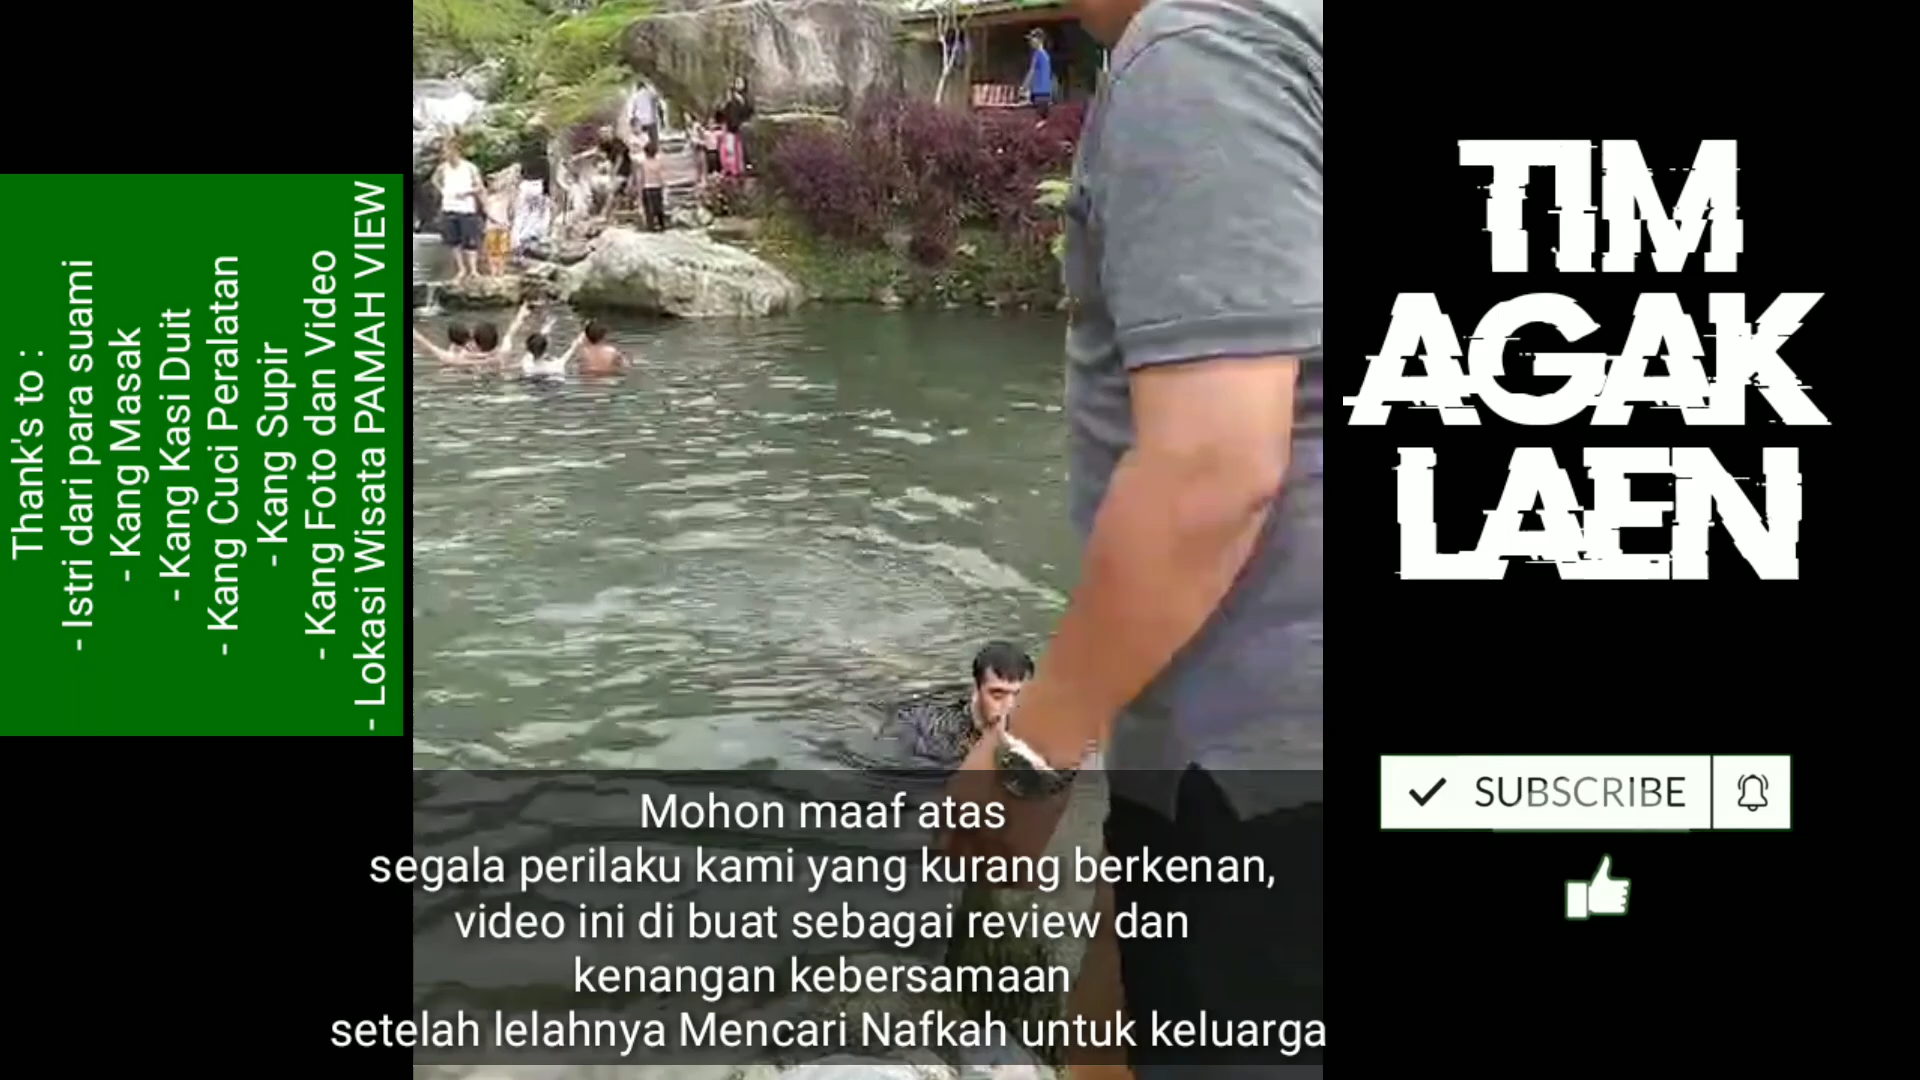 Thank's to :
- Istri dari para suami
- Kang Masak
- Kang Kasi Duit
- Kang Cuci Peralatan
- Kang Supir
- Kang Foto dan Video
- Lokasi Wisata PAMAH VIEW
Mohon maaf atas
segala perilaku kami yang kurang berkenan,
video ini di buat sebagai review dan
kenangan kebersamaan
setelah lelahnya Mencari Nafkah untuk keluarga
TIM
AGAK
LAEN
SUBSCRIBE